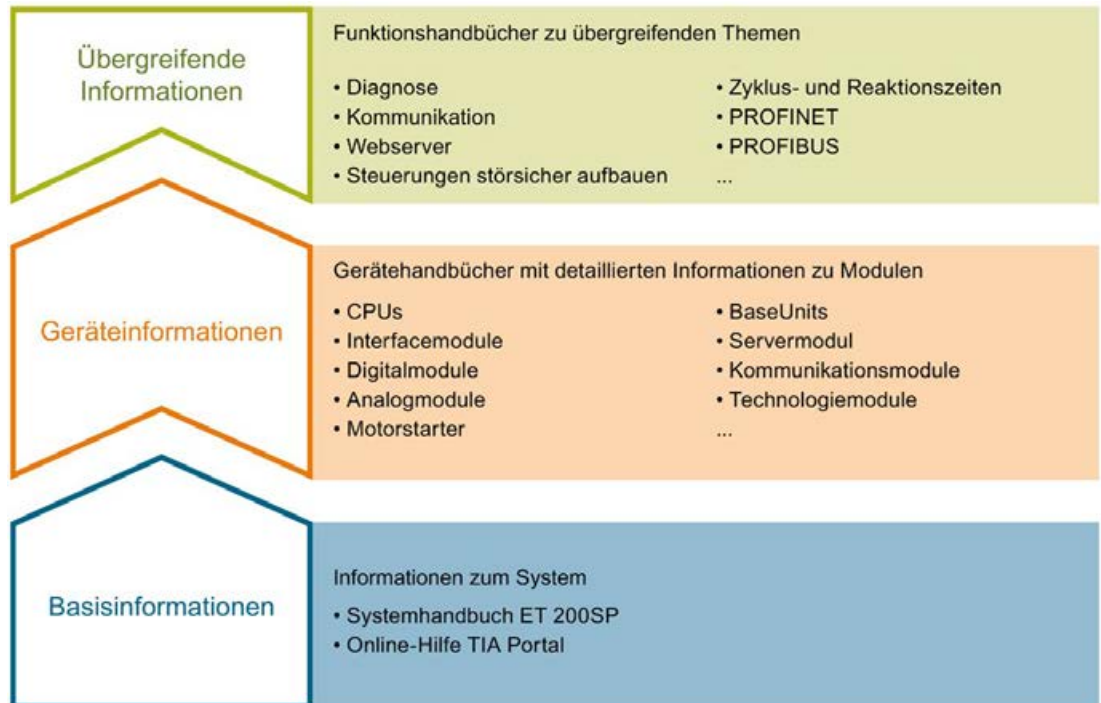 Übergreifende
Informationen
Funktionshandbücher zu übergreifenden Themen
• Diagnose
• Kommunikation
• Webserver
• Steuerungen störsicher aufbauen
• Zyklus- und Reaktionszeiten
• PROFINET
• PROFIBUS
...
Geräteinformationen
Gerätehandbücher mit detaillierten Informationen zu Modulen
• CPUs
• Interfacemodule
• Digitalmodule
• Analogmodule
• Motorstarter
• BaseUnits
• Servermodul
• Kommunikationsmodule
• Technologiemodule
...
Basisinformationen
Informationen zum System
• Systemhandbuch ET 200SP
• Online-Hilfe TIA Portal